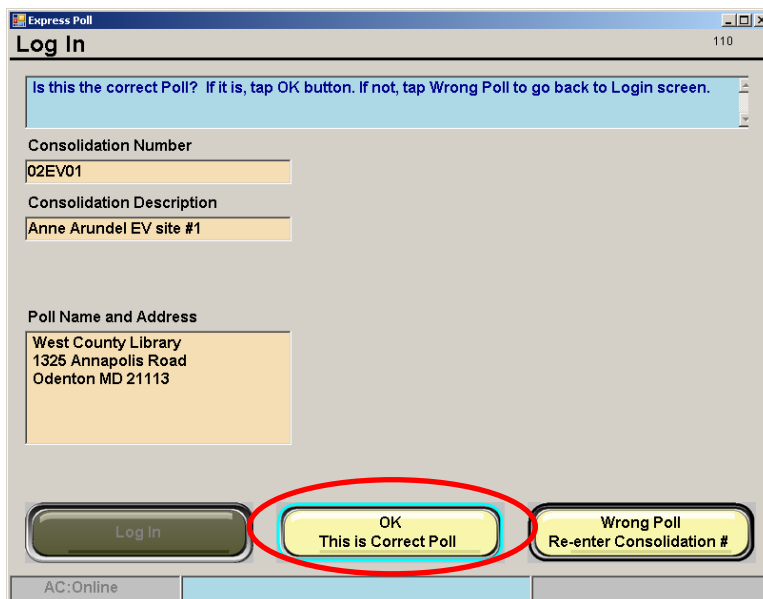 Express Poll
Log In
110
Is this the correct Poll?  If it is, tap OK button. If not, tap Wrong Poll to go back to Login screen.
Consolidation Number
02EV01
Consolidation Description
Anne Arundel EV site #1
Poll Name and Address
West County Library
1325 Annapolis Road
Odenton MD 21113
Log In
OK
This is Correct Poll
Wrong Poll
Re-enter Consolidation #
AC:Online